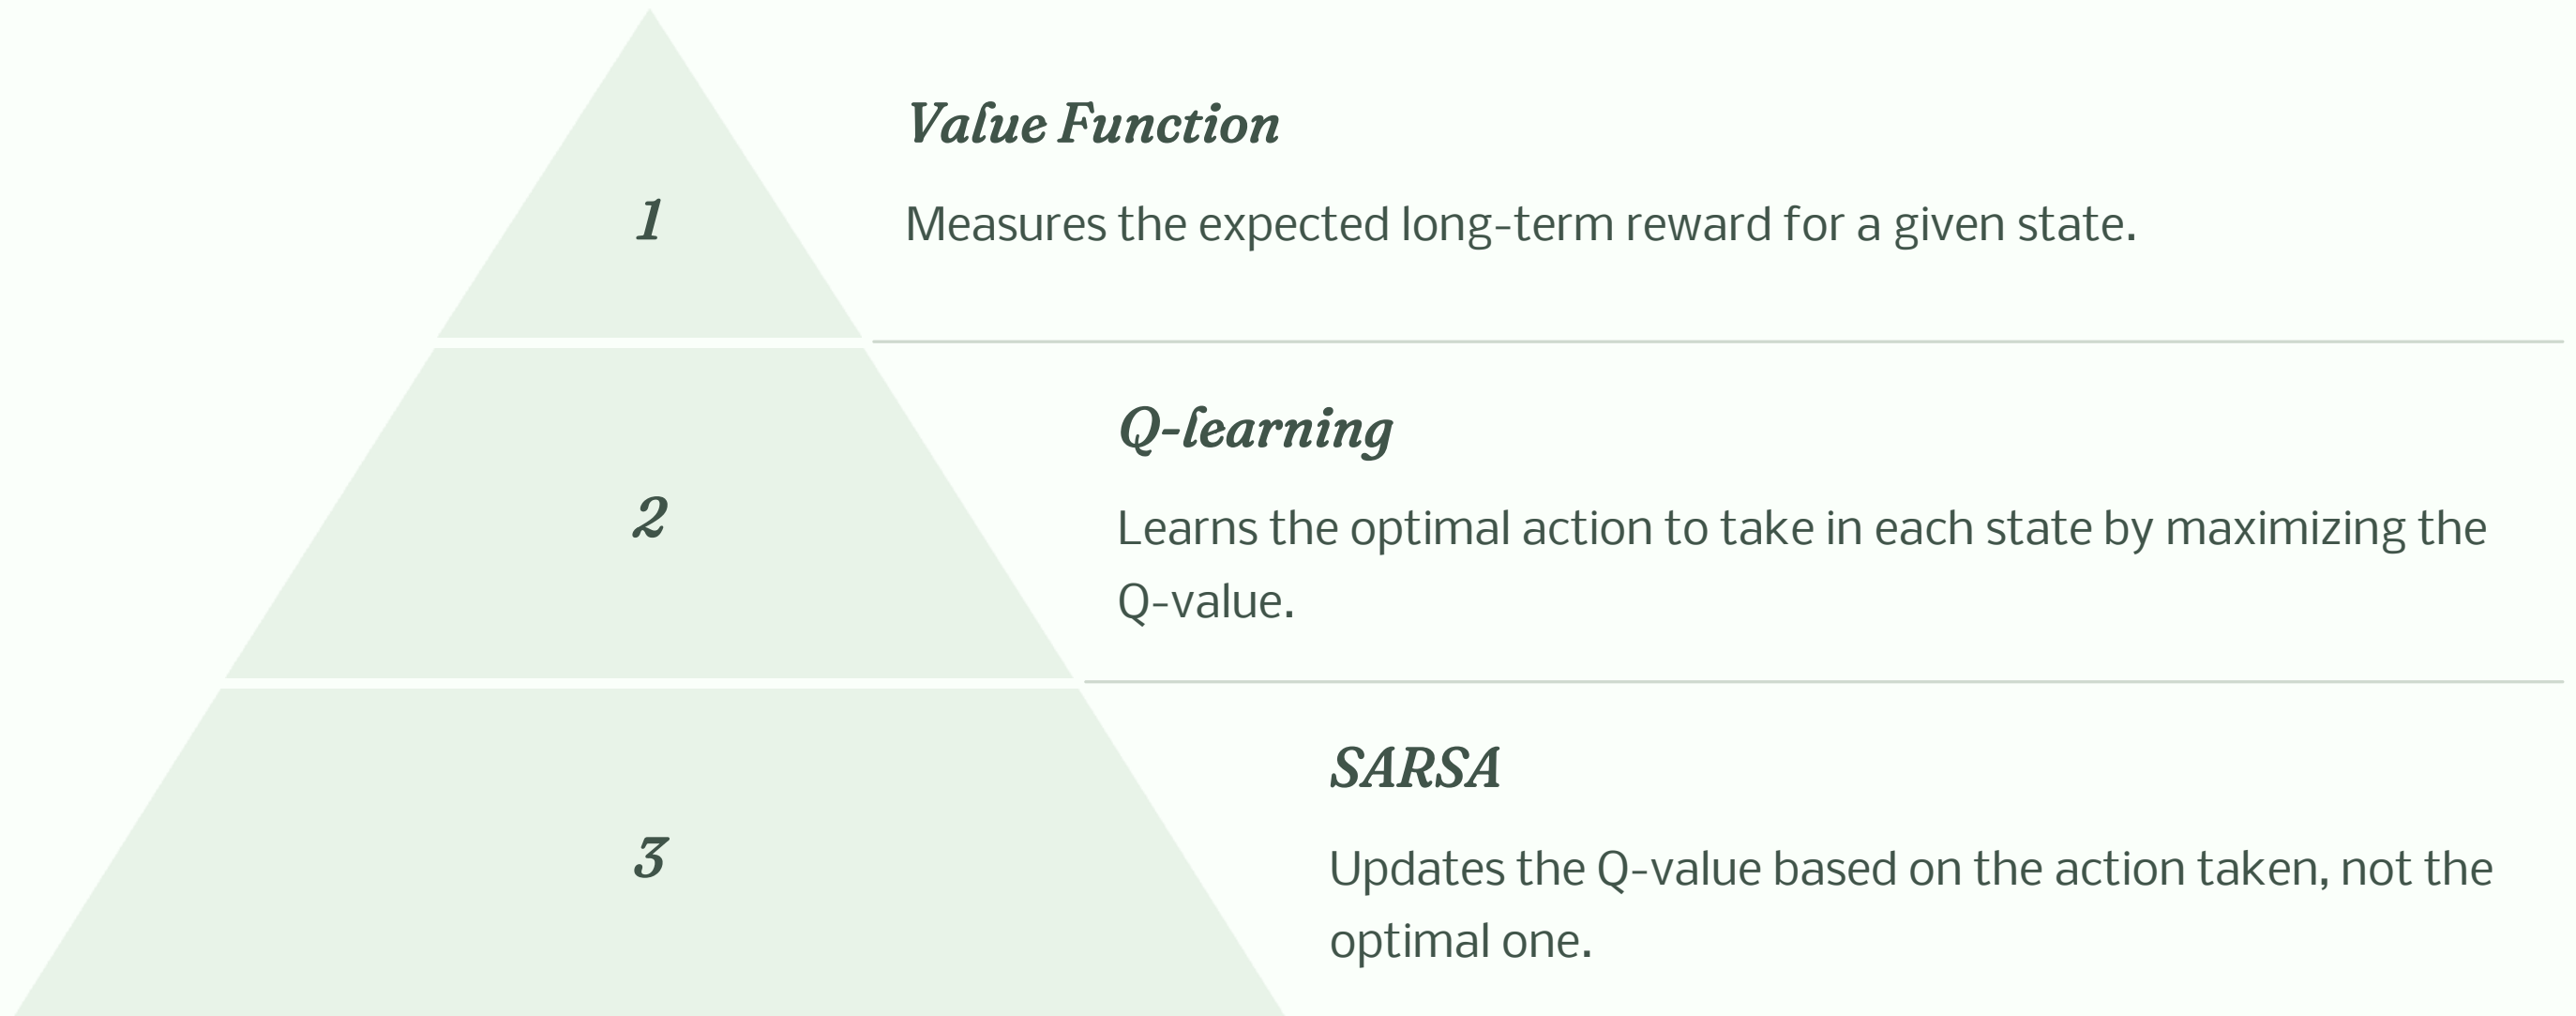 Value Function
1
Measures the expected long-term reward for a given state.
Q-learning
2
Learns the optimal action to take in each state by maximizing the
Q-value.
SARSA
3
Updates the Q-value based on the action taken, not the
optimal one.